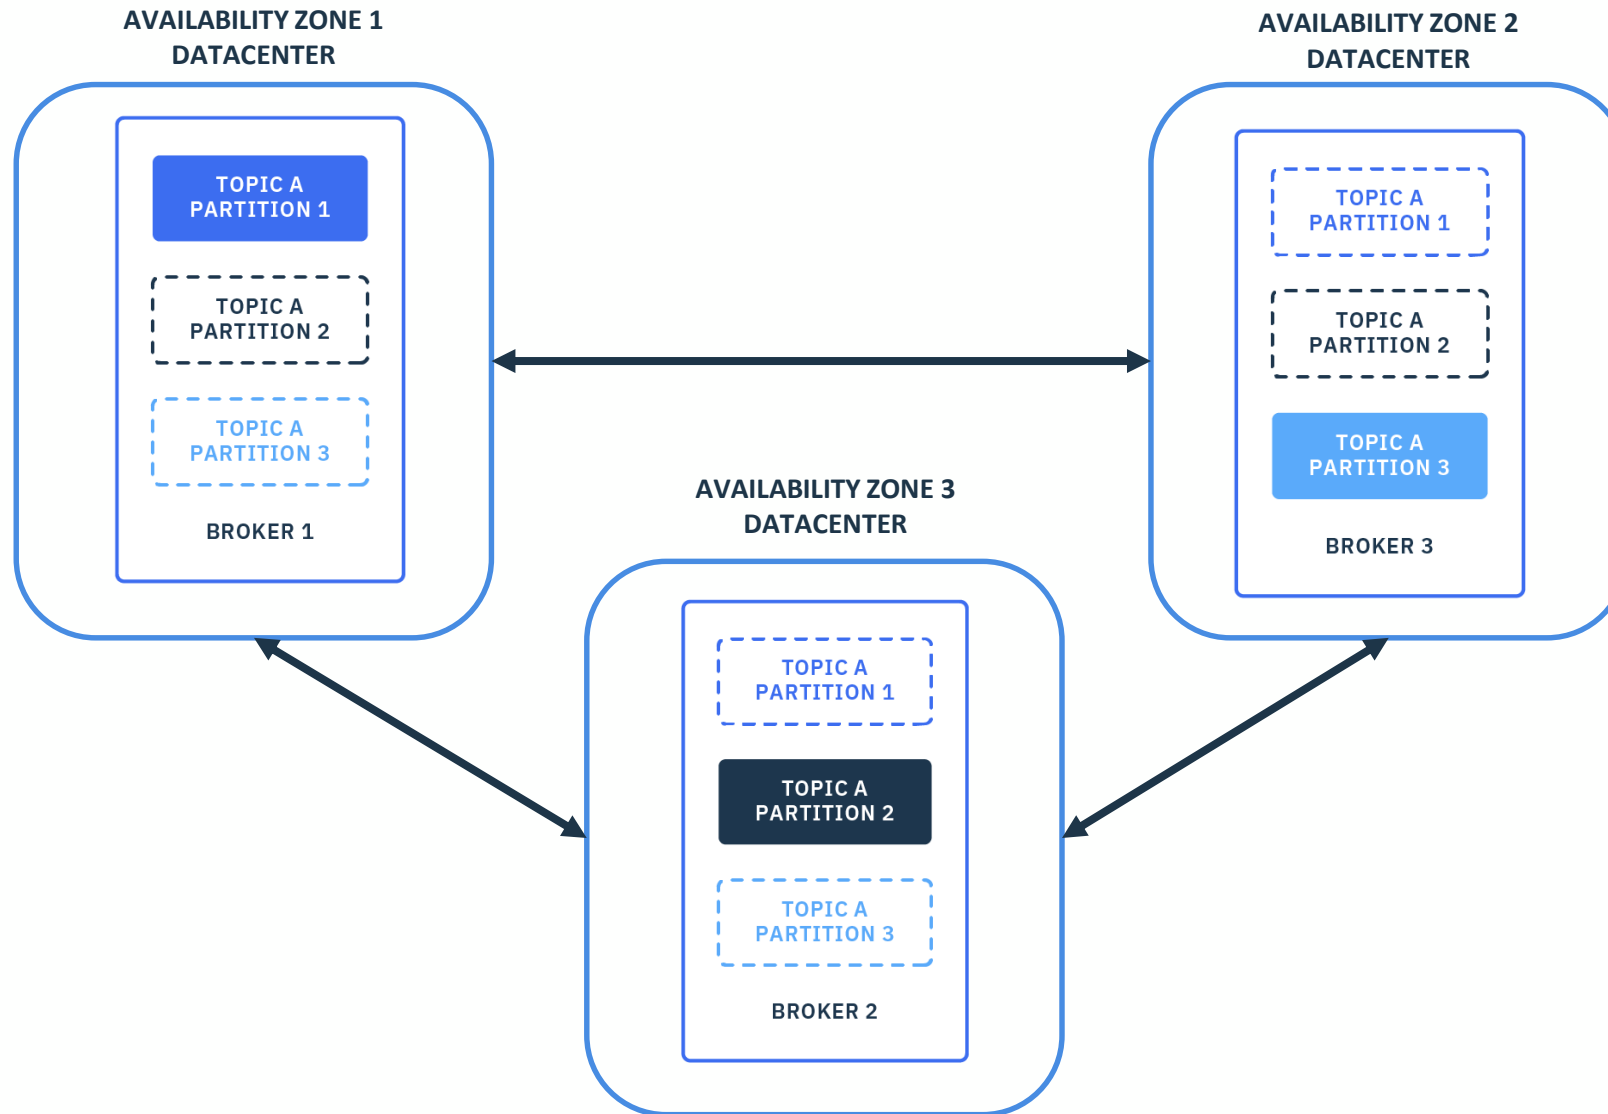 AVAILABILITY ZONE 1
DATACENTER
TOPIC A
PARTITION 1
TOPIC A
PARTITION 2
TOPIC A
PARTITION 3
BROKER 1
AVAILABILITY ZONE 2
DATACENTER
TOPIC A
PARTITION 1
TOPIC A
PARTITION 2
TOPIC A
PARTITION 3
BROKER 3
AVAILABILITY ZONE 3
DATACENTER
TOPIC A
PARTITION 1
TOPIC A
PARTITION 2
TOPIC A
PARTITION 3
BROKER 2